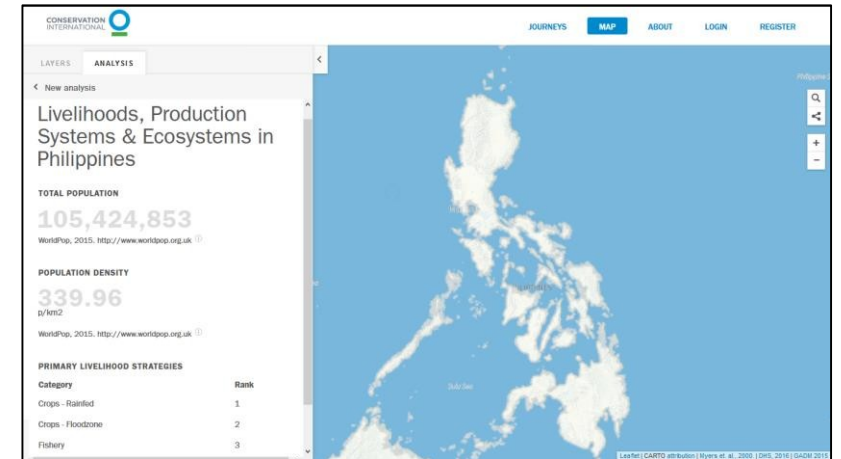 CONSERVATION
INTERNATIONAL
JOURNEYS MAP ABOUT LOGIN REGISTER
LAYERS ANALYSIS
New analysis
Livelihoods, Production
Systems & Ecosystems in
Philippines
TOTAL POPULATION
105,424,853
WorldPop, 2015. http://www.worldpop.org.uk
POPULATION DENSITY
339.96
p/km2
WorldPop, 2015. http://www.worldpop.org.uk
PRIMARY LIVELIHOOD STRATEGIES
Category Rank
Crops - Rainfed 1
Crops - Floodzone 2
Fishery 3
Sulu Sea
Leaflet | CARTO attribution | Myers et. al., 2000. | DHS, 2016 | GADM 2015